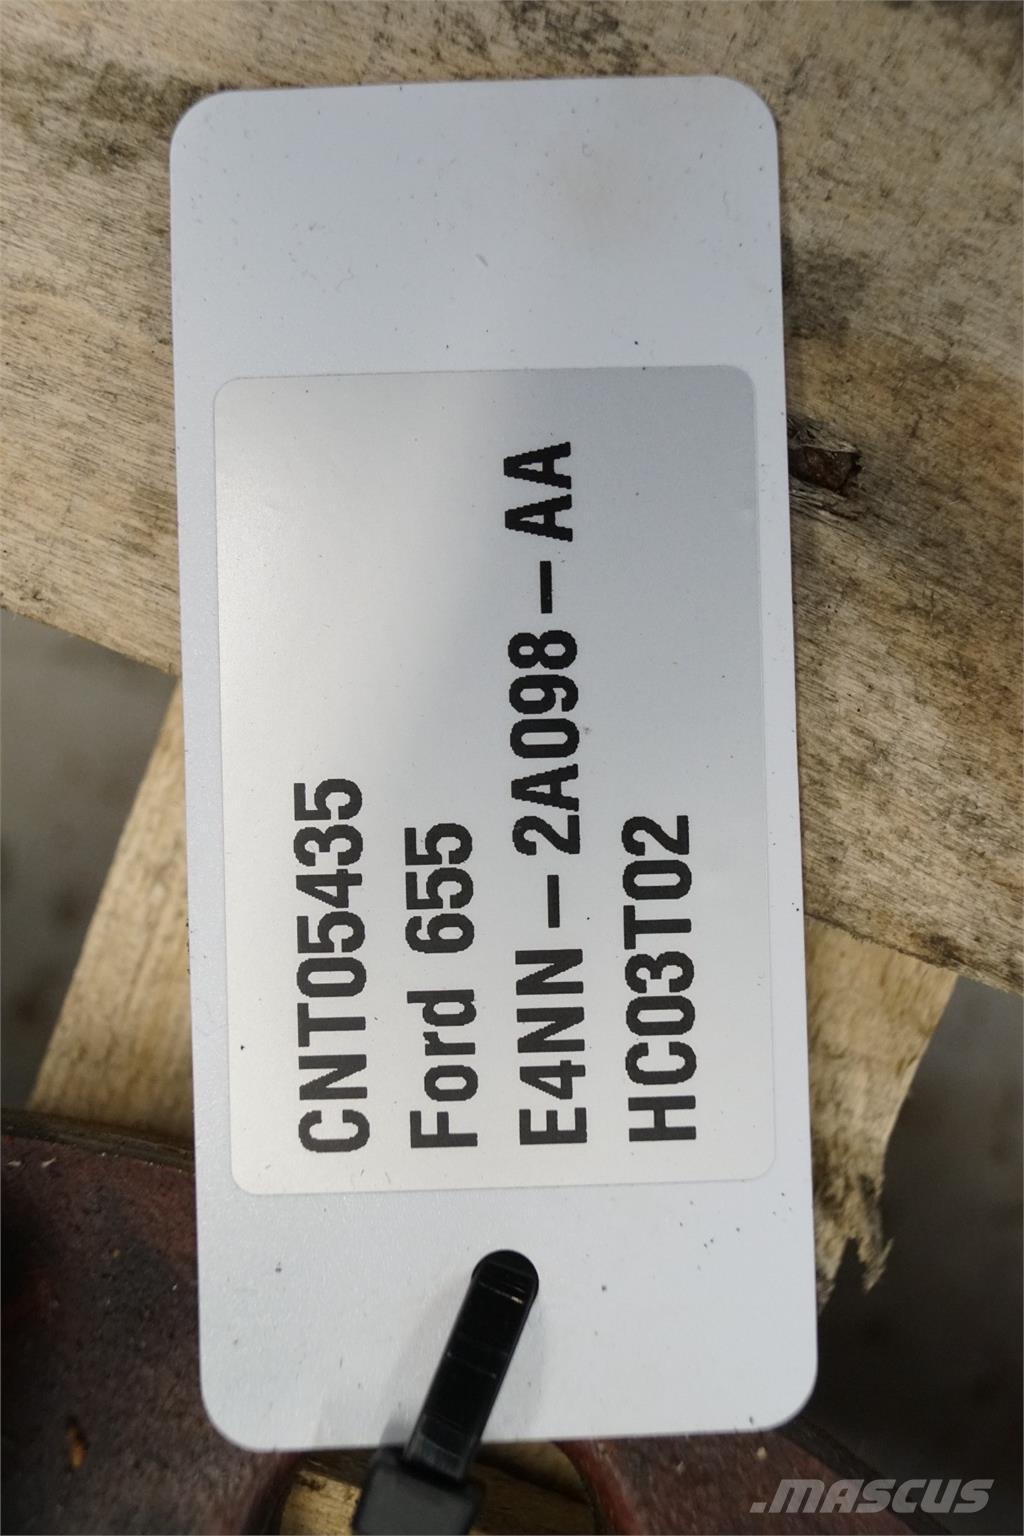 CNT05435
Ford 655
E4NN-2A098-AA
HC03T02
.MASCUS